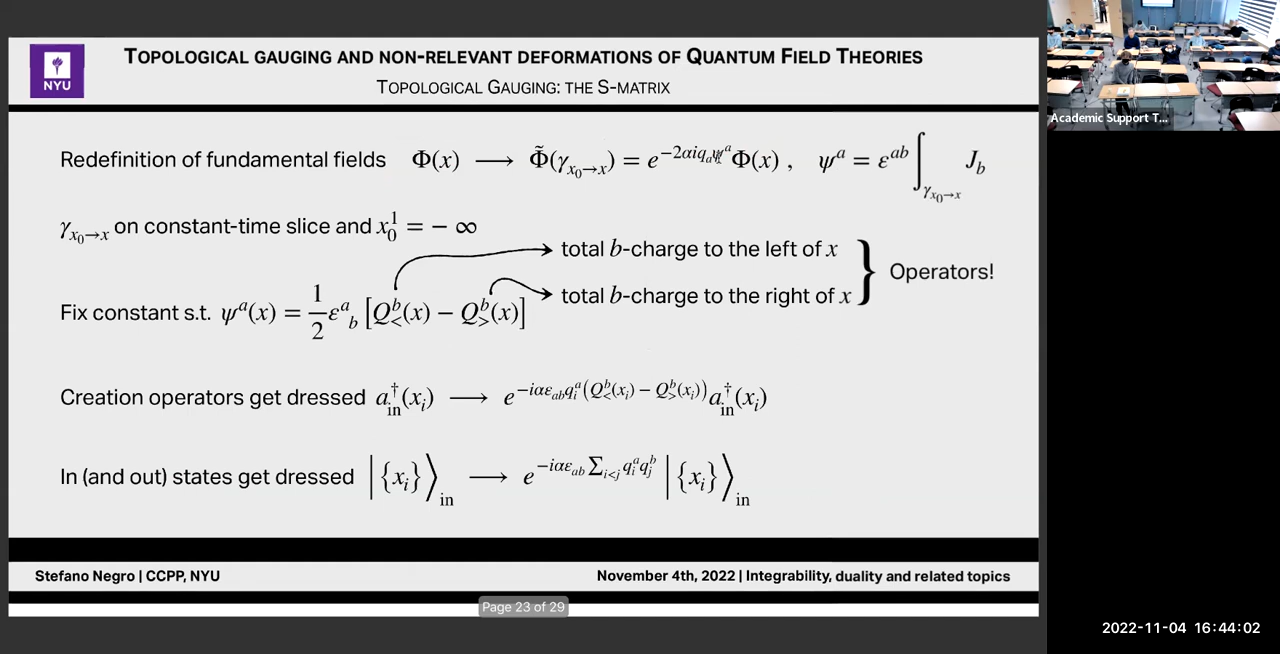 TOPOLOGICAL GAUGING AND NON-RELEVANT DEFORMATIONS OF QUANTUM FIELD THEORIES
NYU
TOPOLOGICAL GAUGING: THE S-MATRIX
Academic Support T...
Redefinition of fundamental fields Φ(x) ⟶ Φ̃(γ_{x₀→x}) = e^{−2αiq_aψ^a}Φ(x) , ψ^a = ε^{ab} ∫_{γ_{x₀→x}} J_b
γ_{x₀→x} on constant-time slice and x₀¹ = − ∞
total b-charge to the left of x
Operators!
total b-charge to the right of x
Fix constant s.t. ψ^a(x) = 1/2 ε^a_b [Q^b_<(x) − Q^b_>(x)]
Creation operators get dressed a†_in(x_i) ⟶ e^{−iαε_{ab}q_i^a(Q^b_<(x_i) − Q^b_>(x_i))}a†_in(x_i)
In (and out) states get dressed |{x_i}⟩_in ⟶ e^{−iαε_{ab} ∑_{i<j} q_i^a q_j^b} |{x_i}⟩_in
Stefano Negro | CCPP, NYU
November 4th, 2022 | Integrability, duality and related topics
Page 23 of 29
2022-11-04 16:44:02